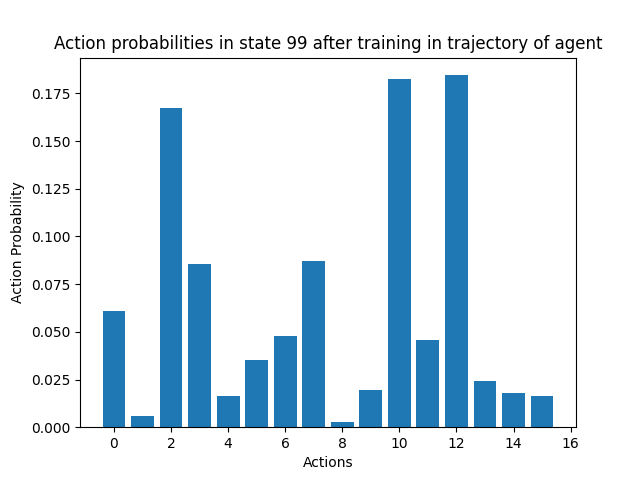 Action probabilities in state 99 after training in trajectory of agent
0.175
0.150
0.125
0.100
0.075
0.050
0.025
0.000
Action Probability
0 2 4 6 8 10 12 14 16
Actions